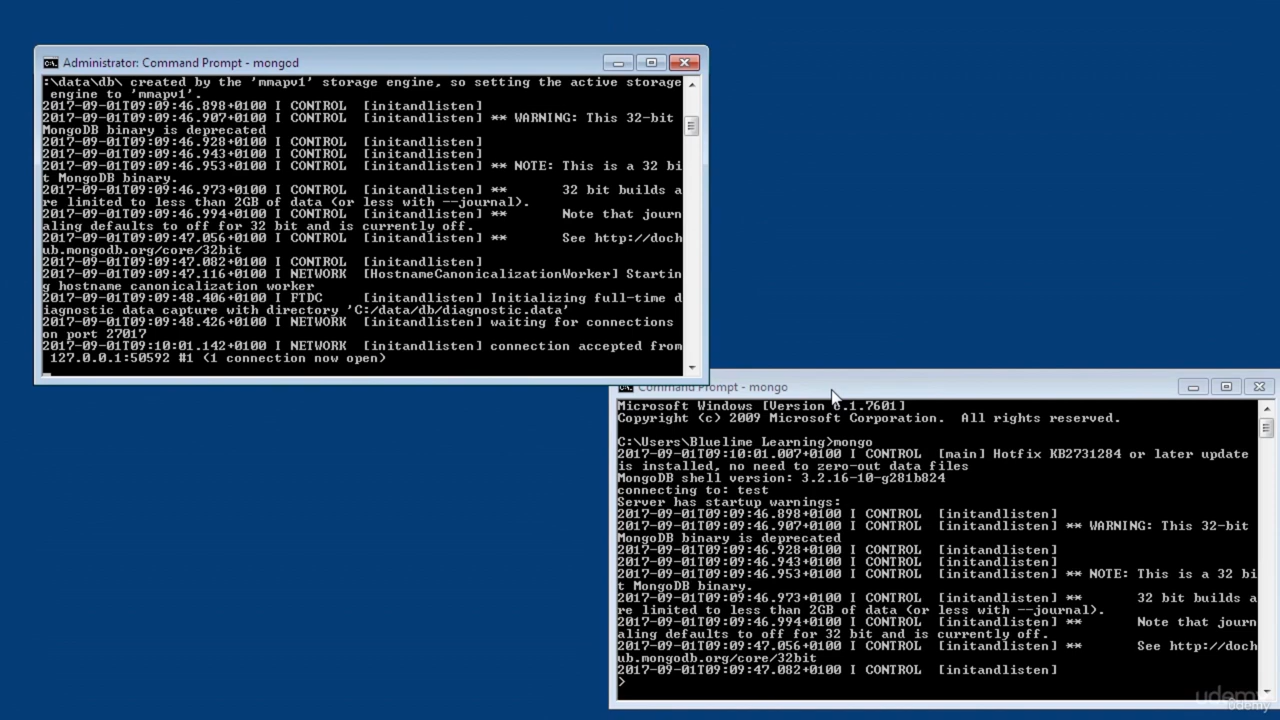 Administrator: Command Prompt - mongod
:\data\db\ created by the 'mmapv1' storage engine, so setting the active storage
 engine to 'mmapv1'.
2017-09-01T09:09:46.898+0100 I CONTROL  [initandlisten]
2017-09-01T09:09:46.907+0100 I CONTROL  [initandlisten] ** WARNING: This 32-bit
MongoDB binary is deprecated
2017-09-01T09:09:46.928+0100 I CONTROL  [initandlisten]
2017-09-01T09:09:46.943+0100 I CONTROL  [initandlisten]
2017-09-01T09:09:46.953+0100 I CONTROL  [initandlisten] ** NOTE: This is a 32 bi
t MongoDB binary.
2017-09-01T09:09:46.973+0100 I CONTROL  [initandlisten] **       32 bit builds a
re limited to less than 2GB of data (or less with --journal).
2017-09-01T09:09:46.994+0100 I CONTROL  [initandlisten] **       Note that journ
aling defaults to off for 32 bit and is currently off.
2017-09-01T09:09:47.056+0100 I CONTROL  [initandlisten] **       See http://doch
ub.mongodb.org/core/32bit
2017-09-01T09:09:47.082+0100 I CONTROL  [initandlisten]
2017-09-01T09:09:47.116+0100 I NETWORK  [HostnameCanonicalizationWorker] Startin
g hostname canonicalization worker
2017-09-01T09:09:48.406+0100 I FTDC     [initandlisten] Initializing full-time d
iagnostic data capture with directory 'C:/data/db/diagnostic.data'
2017-09-01T09:09:48.426+0100 I NETWORK  [initandlisten] waiting for connections
on port 27017
2017-09-01T09:10:01.142+0100 I NETWORK  [initandlisten] connection accepted from
 127.0.0.1:50592 #1 (1 connection now open)
Command Prompt - mongo
Microsoft Windows [Version 6.1.7601]
Copyright (c) 2009 Microsoft Corporation.  All rights reserved.
C:\Users\Bluelime Learning>mongo
2017-09-01T09:10:01.007+0100 I CONTROL  [main] Hotfix KB2731284 or later update
is installed, no need to zero-out data files
MongoDB shell version: 3.2.16-10-g281b824
connecting to: test
Server has startup warnings:
2017-09-01T09:09:46.898+0100 I CONTROL  [initandlisten]
2017-09-01T09:09:46.907+0100 I CONTROL  [initandlisten] ** WARNING: This 32-bit
MongoDB binary is deprecated
2017-09-01T09:09:46.928+0100 I CONTROL  [initandlisten]
2017-09-01T09:09:46.943+0100 I CONTROL  [initandlisten]
2017-09-01T09:09:46.953+0100 I CONTROL  [initandlisten] ** NOTE: This is a 32 bi
t MongoDB binary.
2017-09-01T09:09:46.973+0100 I CONTROL  [initandlisten] **       32 bit builds a
re limited to less than 2GB of data (or less with --journal).
2017-09-01T09:09:46.994+0100 I CONTROL  [initandlisten] **       Note that journ
aling defaults to off for 32 bit and is currently off.
2017-09-01T09:09:47.056+0100 I CONTROL  [initandlisten] **       See http://doch
ub.mongodb.org/core/32bit
2017-09-01T09:09:47.082+0100 I CONTROL  [initandlisten]
>
udemy
udemy